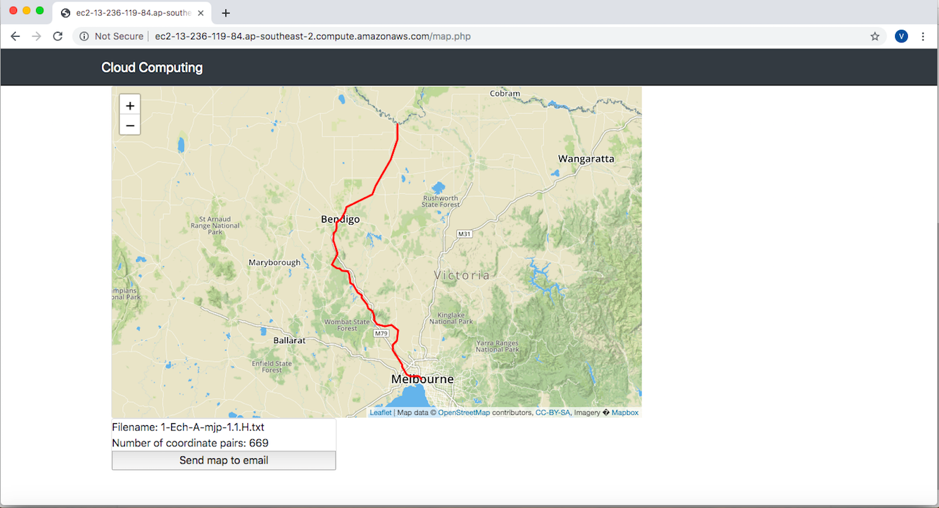 ec2-13-236-119-84.ap-southe
Not Secure | ec2-13-236-119-84.ap-southeast-2.compute.amazonaws.com/map.php
V
Cloud Computing
+
−
Cobram
Wangaratta
Rushworth
State Forest
St Arnaud
Range National
Park
Bendigo
M31
Maryborough
Victoria
mpians
nal Park
Kinglake
National Park
Wombat State
Forest
M79
Ballarat
Yarra Ranges
National Park
Enfield State
Forest
Melbourne
Leaflet | Map data © OpenStreetMap contributors, CC-BY-SA, Imagery � Mapbox
Filename: 1-Ech-A-mjp-1.1.H.txt
Number of coordinate pairs: 669
Send map to email